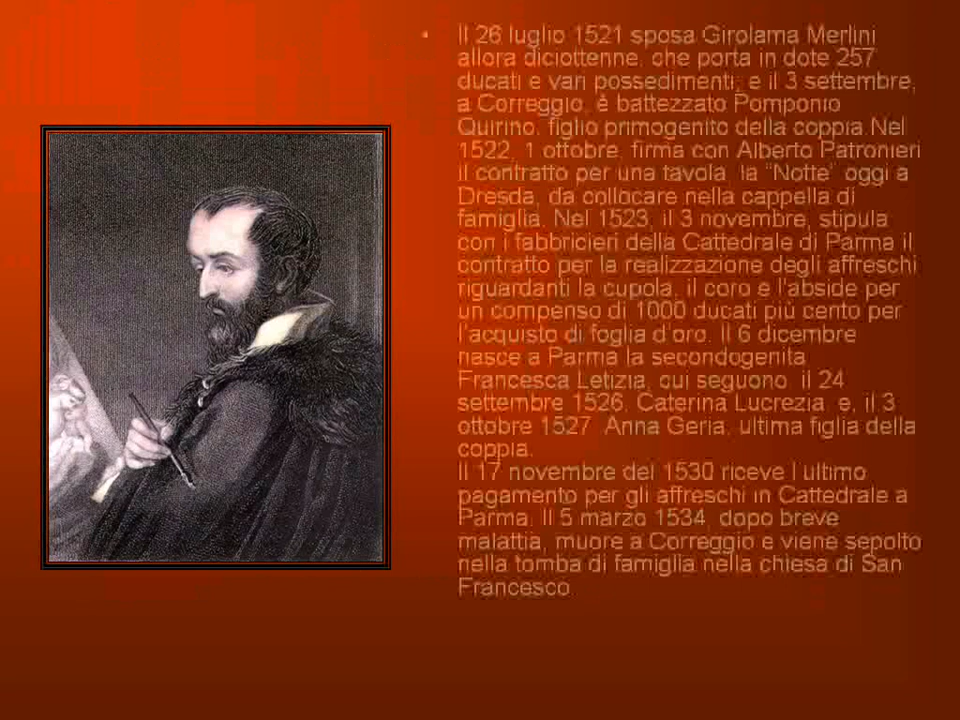 • Il 26 luglio 1521 sposa Girolama Merlini
allora diciottenne, che porta in dote 257
ducati e vari possedimenti, e il 3 settembre,
a Correggio, è battezzato Pomponio
Quirino, figlio primogenito della coppia.Nel
1522, 1 ottobre, firma con Alberto Patronieri
il contratto per una tavola, la "Notte" oggi a
Dresda, da collocare nella cappella di
famiglia. Nel 1523, il 3 novembre, stipula
con i fabbricieri della Cattedrale di Parma il
contratto per la realizzazione degli affreschi
riguardanti la cupola, il coro e l'abside per
un compenso di 1000 ducati più cento per
l'acquisto di foglia d'oro. Il 6 dicembre
nasce a Parma la secondogenita
Francesca Letizia, cui seguono, il 24
settembre 1526, Caterina Lucrezia, e, il 3
ottobre 1527, Anna Geria, ultima figlia della
coppia.
Il 17 novembre del 1530 riceve l'ultimo
pagamento per gli affreschi in Cattedrale a
Parma. Il 5 marzo 1534, dopo breve
malattia, muore a Correggio e viene sepolto
nella tomba di famiglia nella chiesa di San
Francesco.